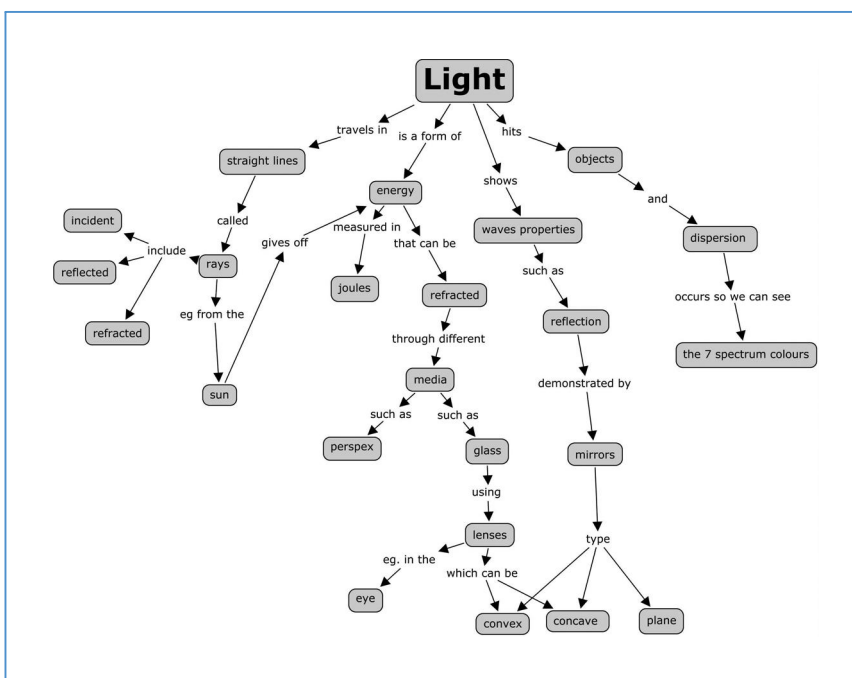 Light
travels in
is a form of
hits
straight lines
objects
energy
shows
and
incident
called
gives off
measured in
that can be
waves properties
dispersion
include
rays
such as
reflected
joules
refracted
occurs so we can see
eg from the
reflection
refracted
through different
the 7 spectrum colours
sun
media
demonstrated by
such as
such as
perspex
glass
mirrors
using
lenses
type
eg. in the
which can be
eye
convex
concave
plane